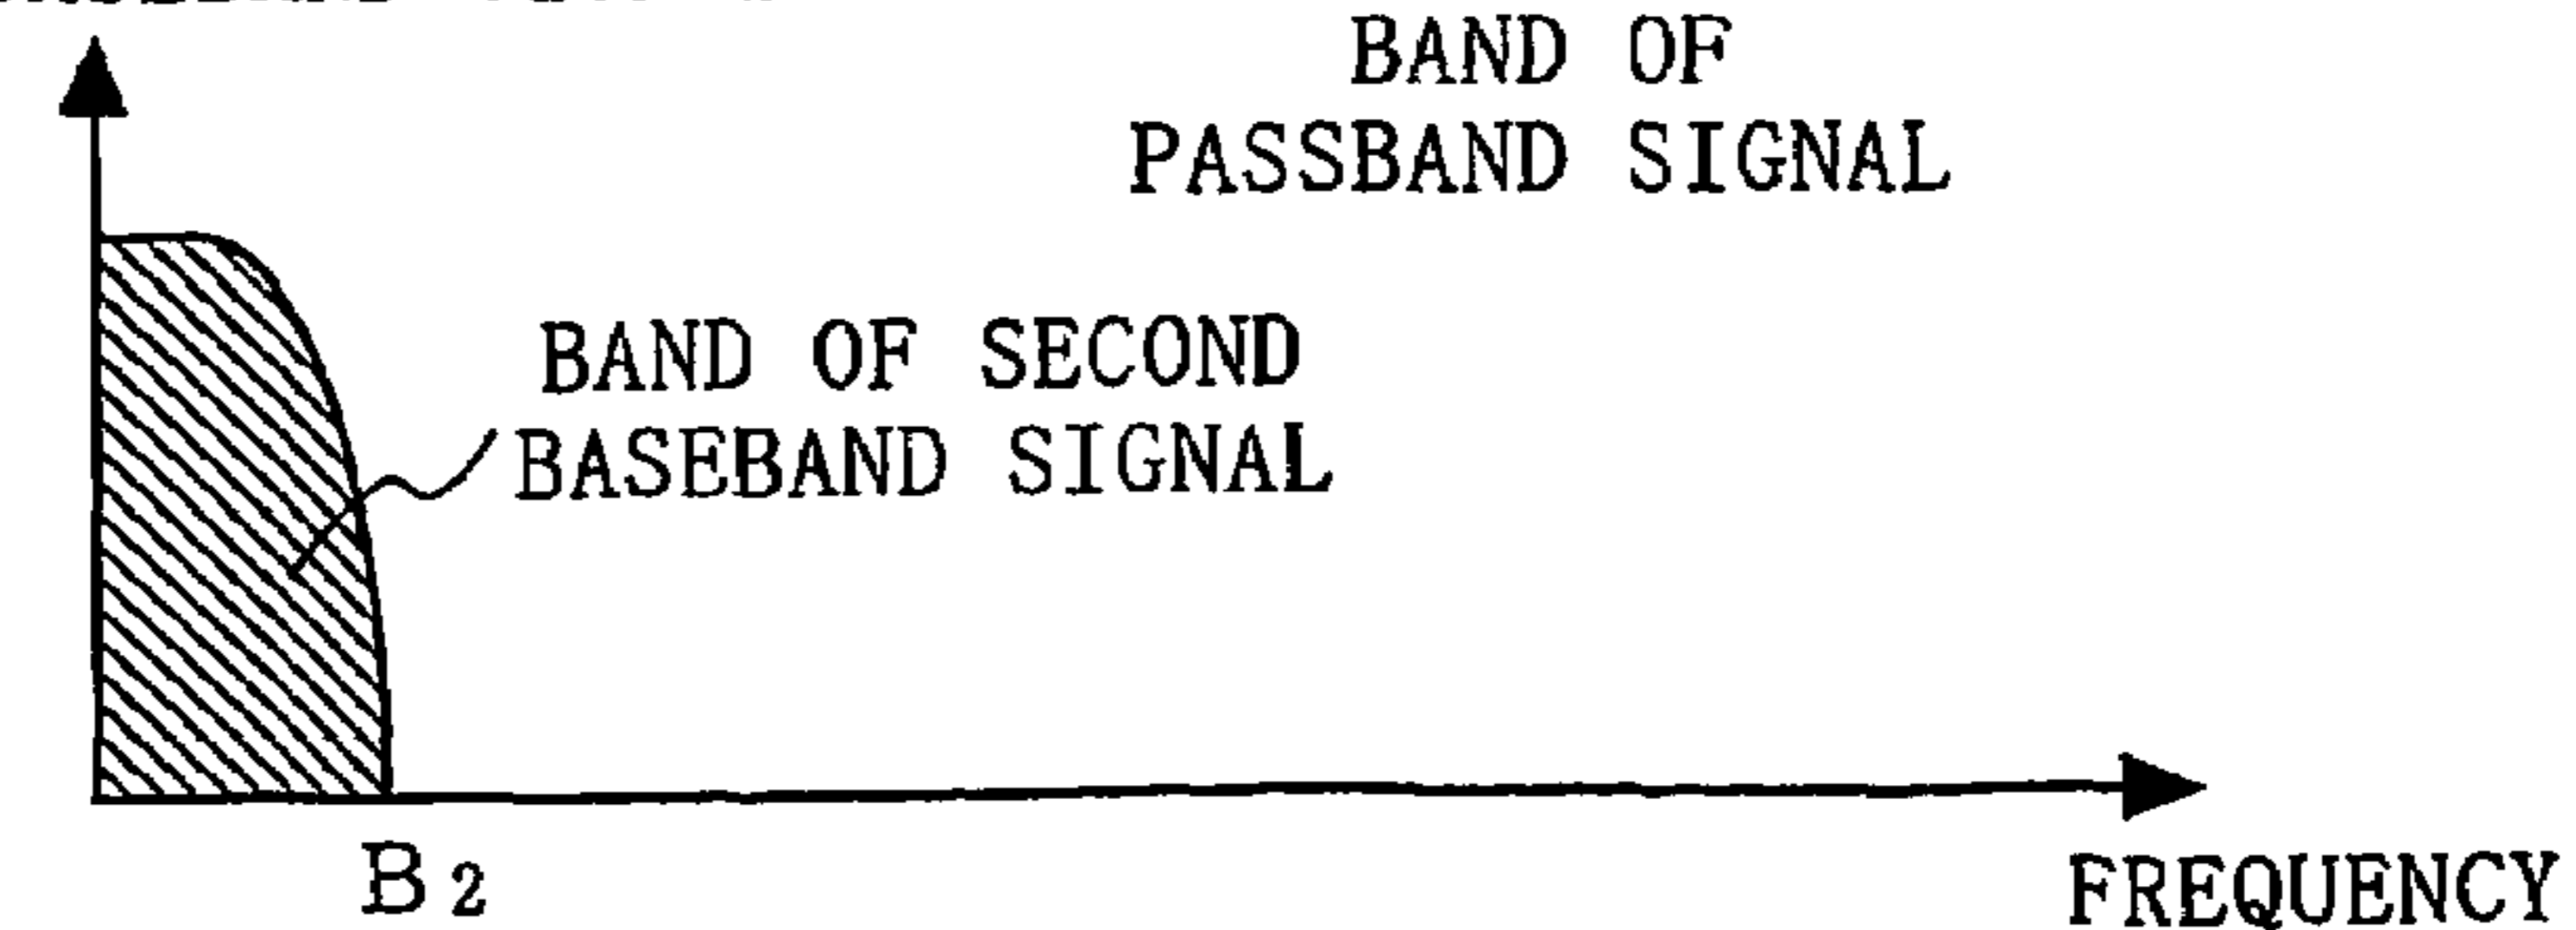 BAND OF
PASSBAND SIGNAL
BAND OF SECOND
BASEBAND SIGNAL
B2
FREQUENCY